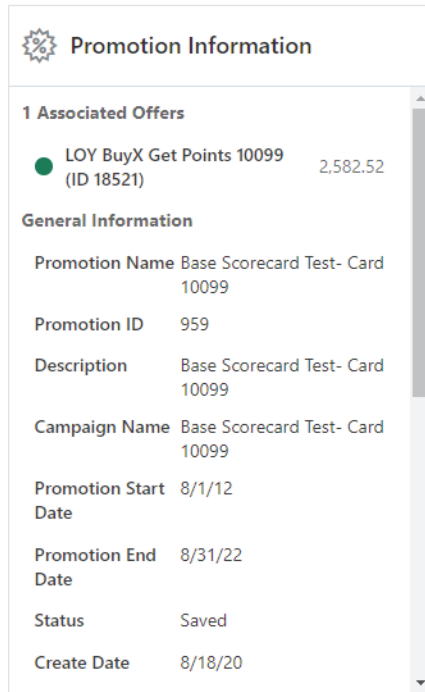 Promotion Information
1 Associated Offers
LOY BuyX Get Points 10099 2,582.52
(ID 18521)
General Information
Promotion Name Base Scorecard Test- Card
10099
Promotion ID 959
Description Base Scorecard Test- Card
10099
Campaign Name Base Scorecard Test- Card
10099
Promotion Start 8/1/12
Date
Promotion End 8/31/22
Date
Status Saved
Create Date 8/18/20